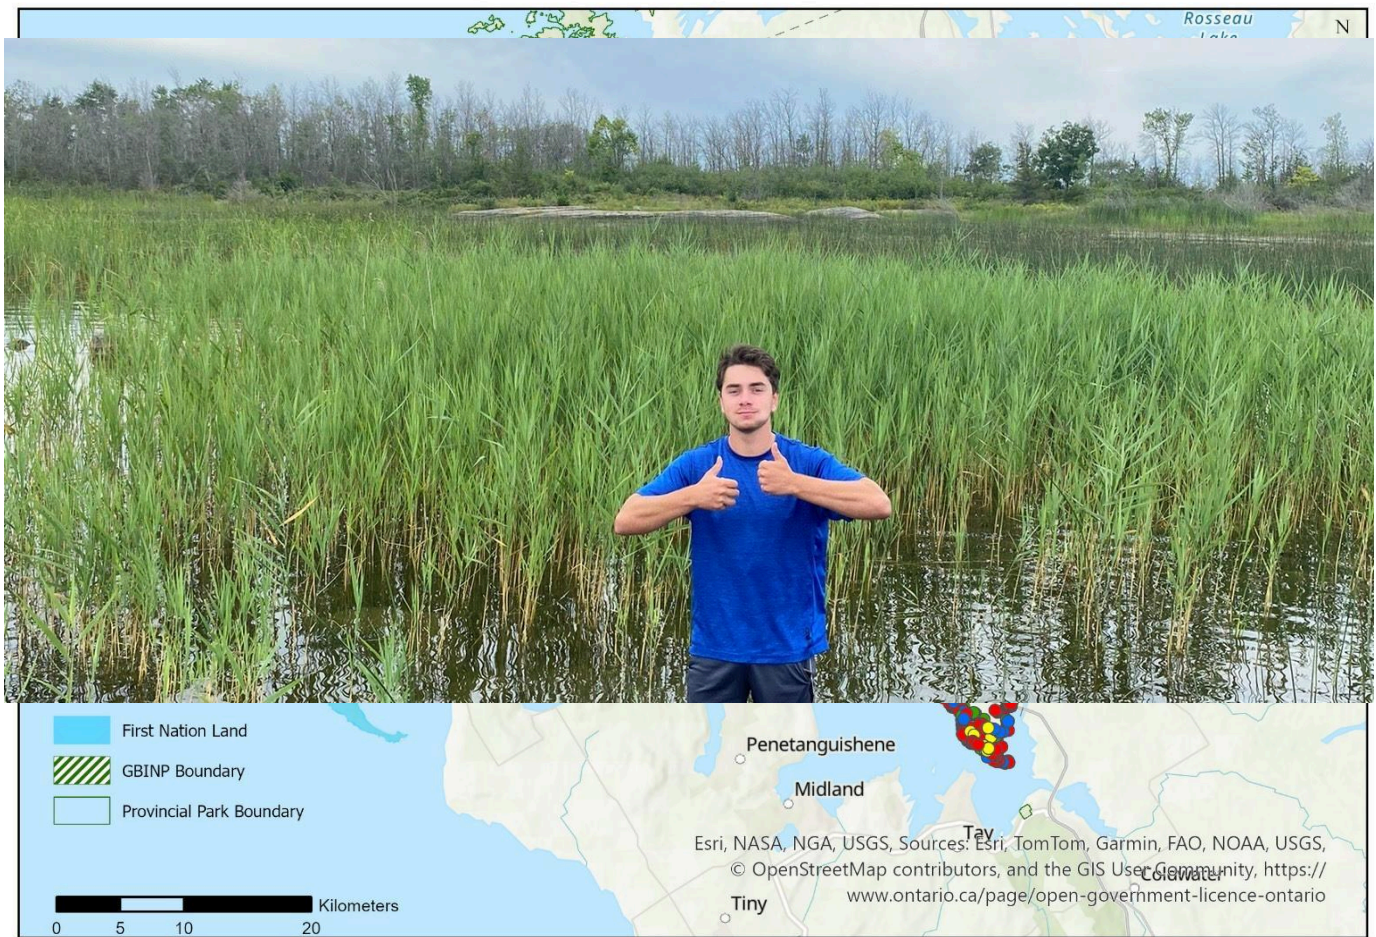 Rosseau
Lake
N
First Nation Land
GBINP Boundary
Provincial Park Boundary
Penetanguishene
Midland
Tay
Coldwater
Tiny
Esri, NASA, NGA, USGS, Sources: Esri, TomTom, Garmin, FAO, NOAA, USGS,
© OpenStreetMap contributors, and the GIS User Community, https://
www.ontario.ca/page/open-government-licence-ontario
Kilometers
0 5 10 20